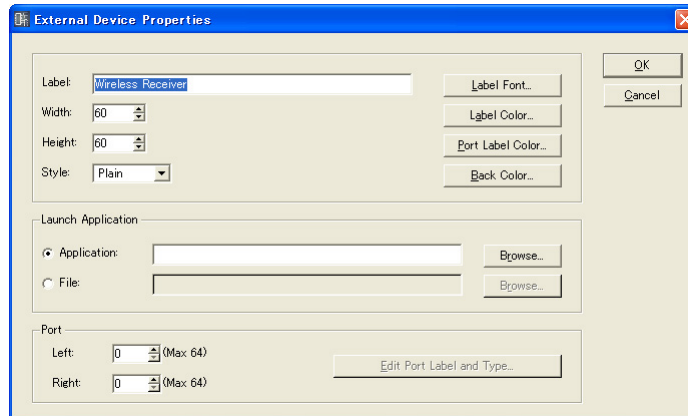 External Device Properties
Label: Wireless Receiver Label Font... OK
Width: 60 Label Color... Cancel
Height: 60 Port Label Color...
Style: Plain Back Color...
Launch Application
Application: Browse...
File: Browse...
Port
Left: 0 (Max 64) Edit Port Label and Type...
Right: 0 (Max 64)